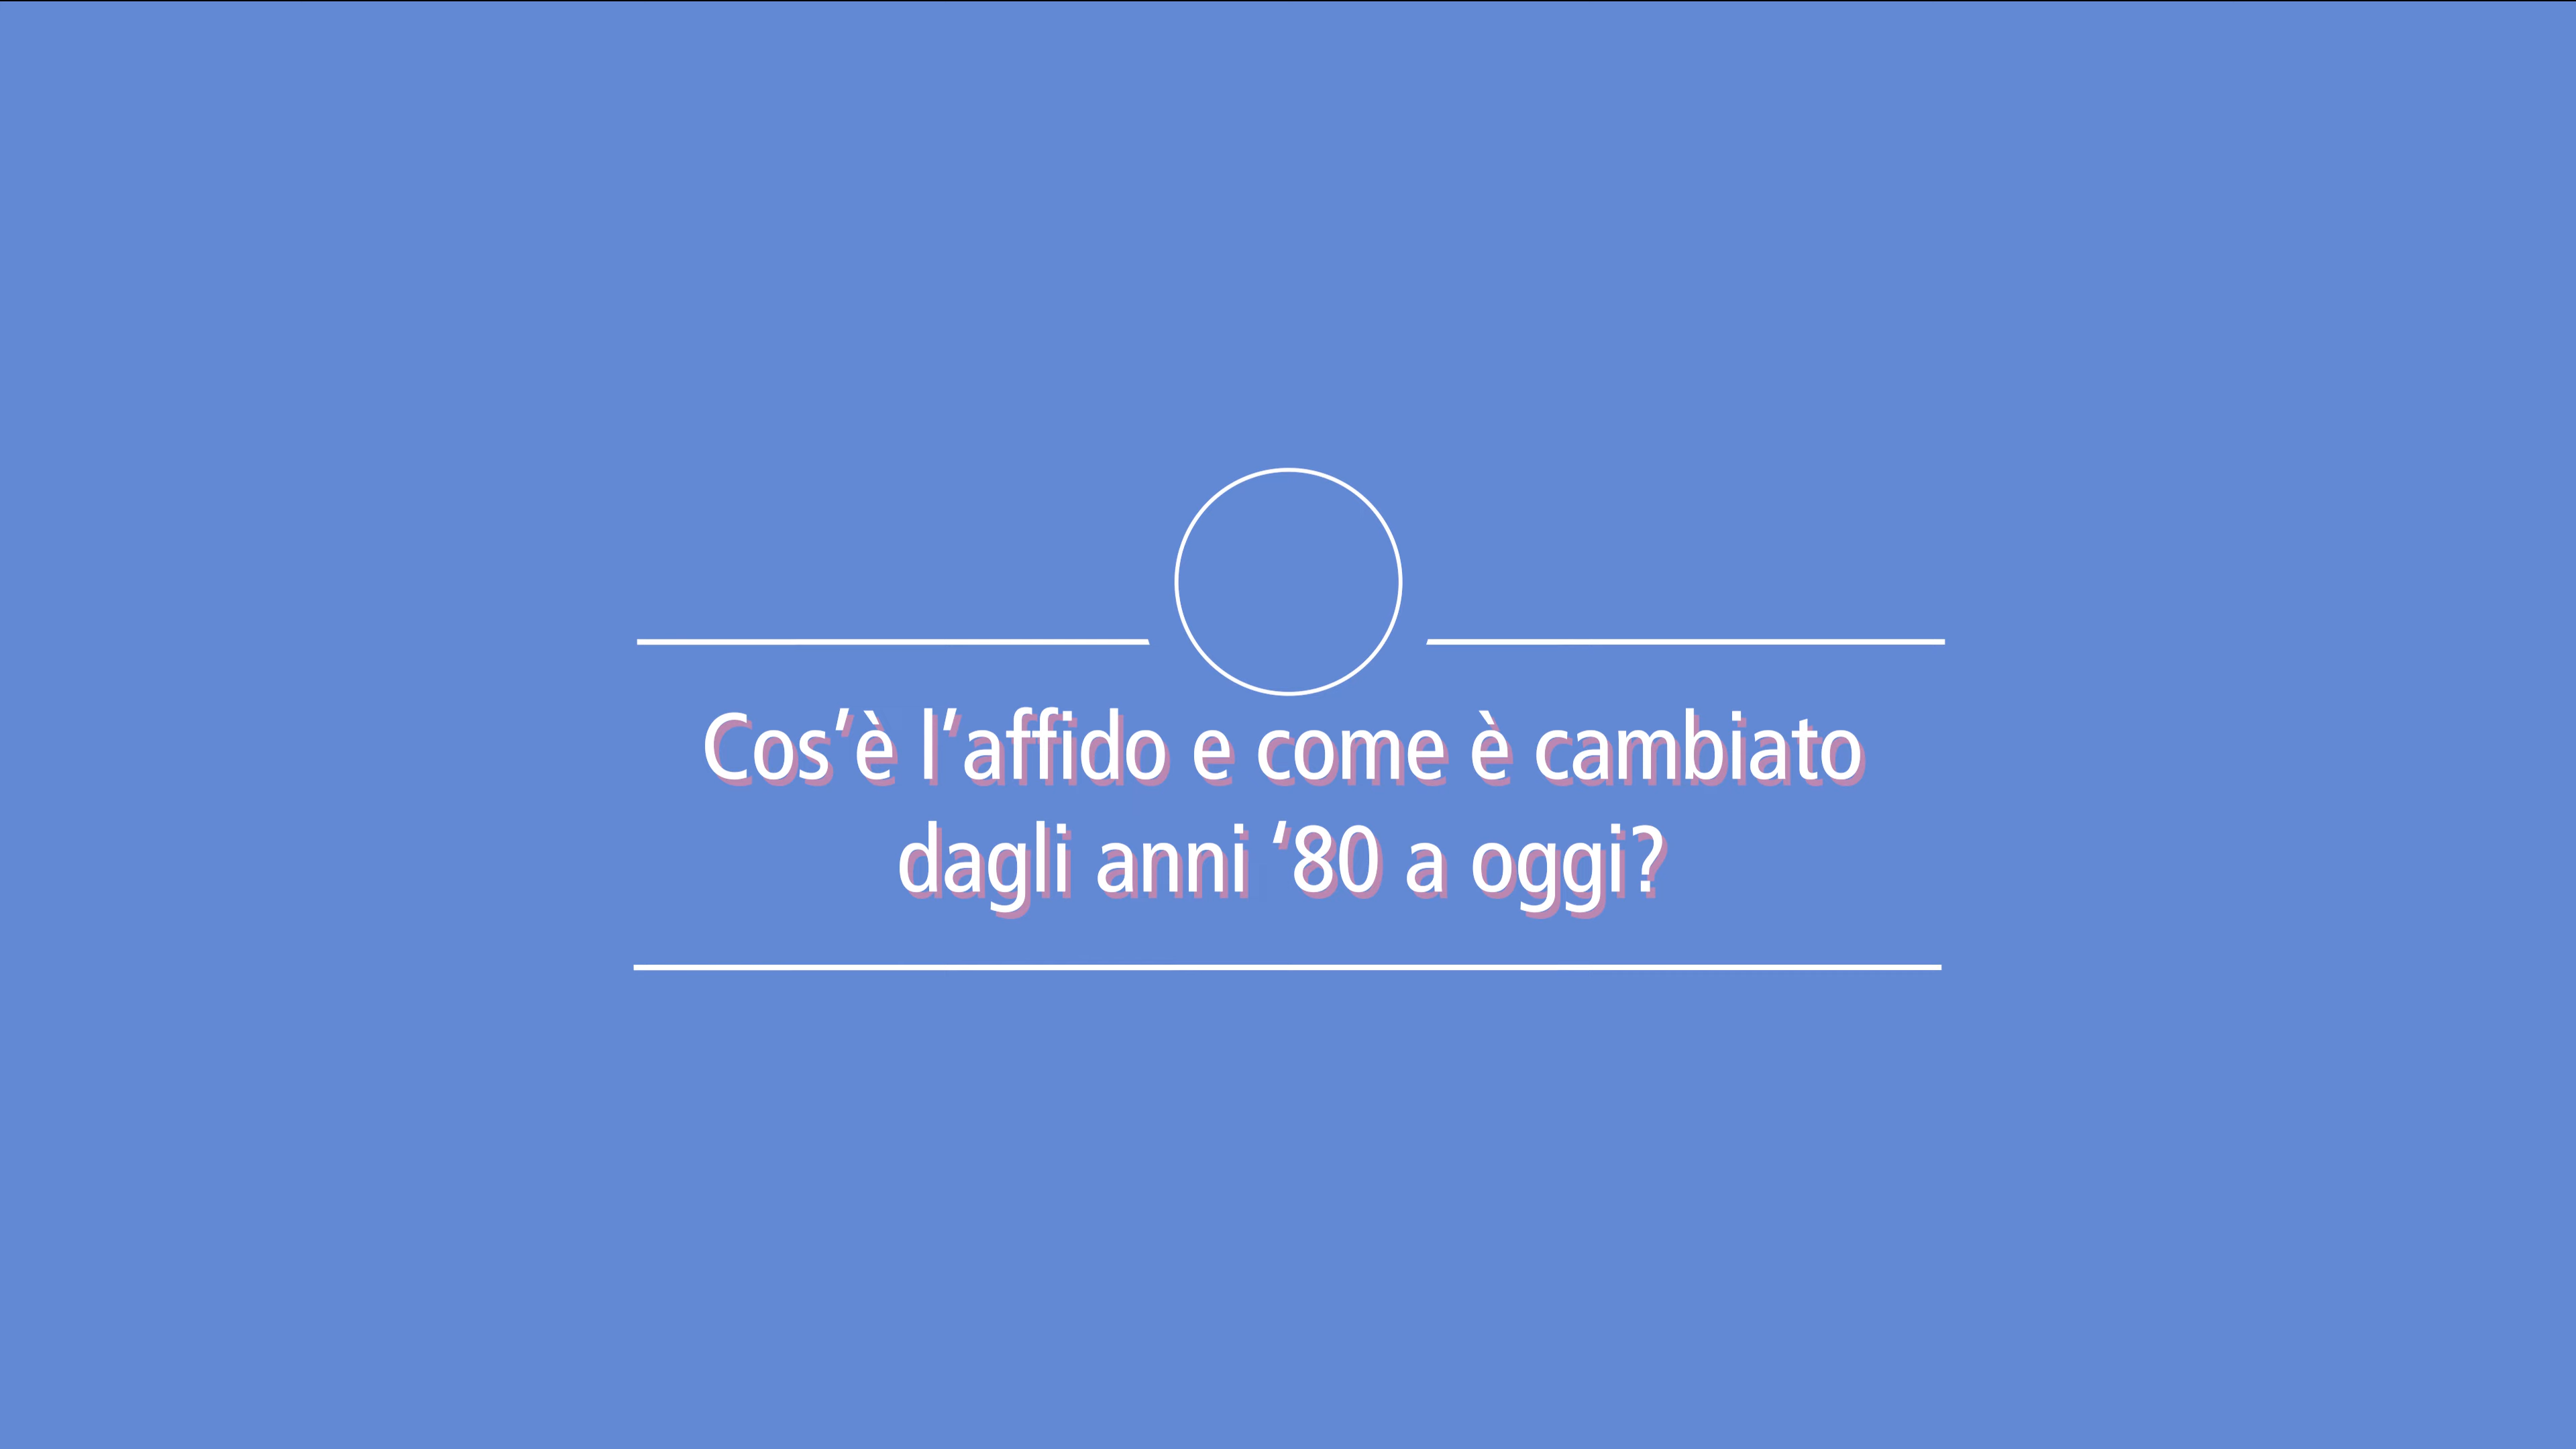 Cos’è l’affido e come è cambiato
dagli anni ‘80 a oggi?